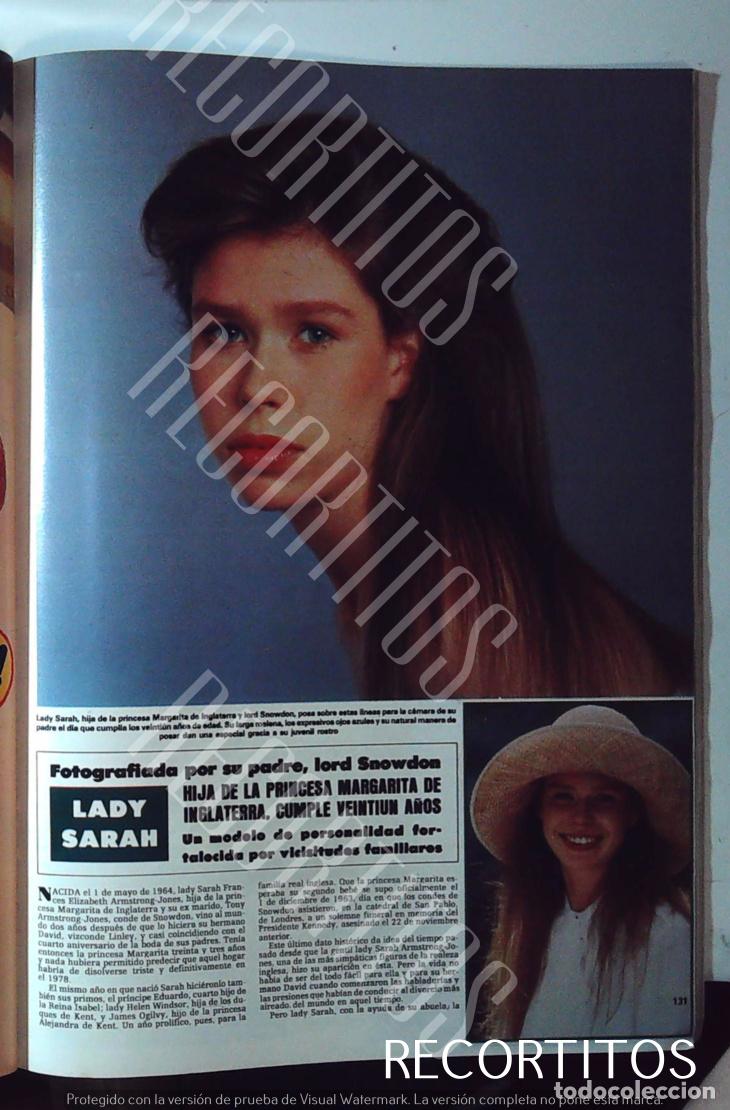 RECORTITOS
RECORTITOS
RECORTITOS
Lady Sarah, hija de la princesa Margarita de Inglaterra y lord Snowdon, posa sobre estas líneas para la cámara de su
padre el día que cumplía los veintiún años de edad. Su larga melena, los expresivos ojos azules y su natural manera de
posar dan una especial gracia a su juvenil rostro
Fotografiada por su padre, lord Snowdon
LADY
SARAH
HIJA DE LA PRINCESA MARGARITA DE
INGLATERRA, CUMPLE VEINTIUN AÑOS
Un modelo de personalidad for-
talecida por vicisitudes familiares
NACIDA el 1 de mayo de 1964, lady Sarah Fran-
ces Elizabeth Armstrong-Jones, hija de la prin-
cesa Margarita de Inglaterra y su ex marido, Tony
Armstrong-Jones, conde de Snowdon, vino al mun-
do dos años después de que lo hiciera su hermano
David, vizconde Linley, y casi coincidiendo con el
cuarto aniversario de la boda de sus padres. Tenía
entonces la princesa Margarita treinta y tres años
y nada hubiera permitido predecir que aquel hogar
habría de disolverse triste y definitivamente en
el 1978.
El mismo año en que nació Sarah hiciéronlo tam-
bién sus primos, el príncipe Eduardo, cuarto hijo de
la Reina Isabel; lady Helen Windsor, hija de los du-
ques de Kent, y James Ogilvy, hijo de la princesa
Alejandra de Kent. Un año prolífico, pues, para la
familia real inglesa. Que la princesa Margarita es-
peraba su segundo bebé se supo oficialmente el
1 de diciembre de 1963, día en que los condes de
Snowdon asistieron, en la catedral de San Pablo,
de Londres, a un solemne funeral en memoria del
Presidente Kennedy, asesinado el 22 de noviembre
anterior.
Este último dato histórico da idea del tiempo pa-
sado desde que la gentil lady Sarah Armstrong-Jo-
nes, una de las más simpáticas figuras de la realeza
inglesa, hizo su aparición en ésta. Pero la vida no
había de ser del todo fácil para ella y para su her-
mano David cuando comenzaron las habladurías y
las presiones que habían de conducir al divorcio más
aireado del mundo en aquel tiempo.
Pero lady Sarah, con la ayuda de su abuela, la
131
RECORTITOS
todocoleccion
Protegido con la versión de prueba de Visual Watermark. La versión completa no pone esta marca.